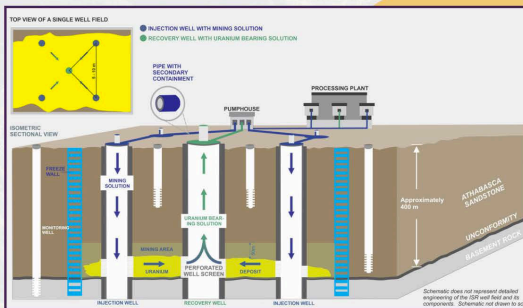 TOP VIEW OF A SINGLE WELL FIELD
INJECTION WELL WITH MINING SOLUTION
RECOVERY WELL WITH URANIUM BEARING SOLUTION
PIPE WITH
SECONDARY
CONTAINMENT
PUMPHOUSE
PROCESSING PLANT
ISOMETRIC
SECTIONAL VIEW
FREEZE
WALL
MINING
SOLUTION
MONITORING
WELL
URANIUM BEAR-
ING SOLUTION
MINING AREA
URANIUM
PERFORATED
WELL SCREEN
DEPOSIT
Approximately
400 m
ATHABASCA
SANDSTONE
UNCONFORMITY
BASEMENT ROCK
INJECTION WELL
RECOVERY WELL
INJECTION WELL
Schematic does not represent detailed
engineering of the ISR well field and its
components. Schematic not drawn to